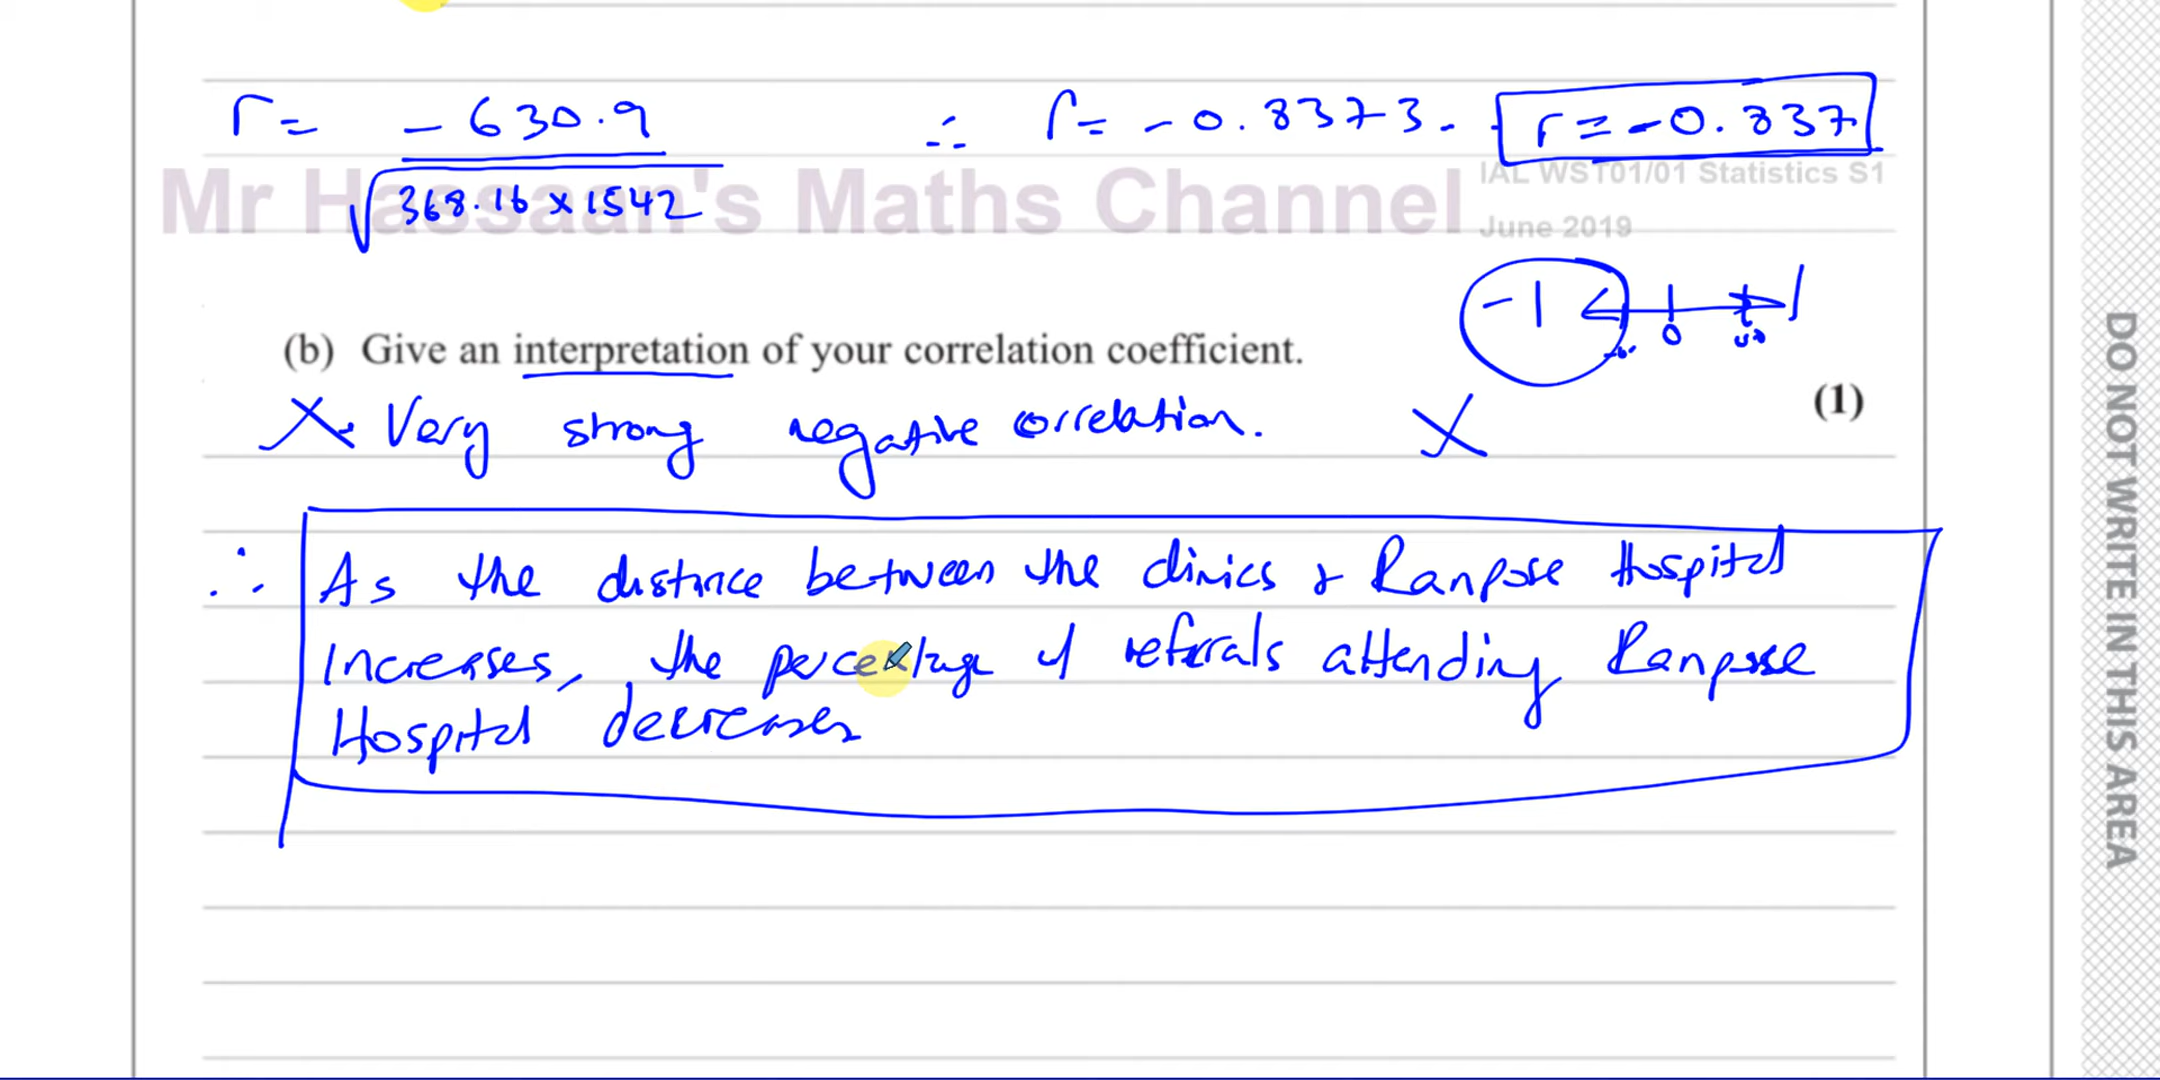 r = -630.9 / √(368.16 x 1542) ∴ r = -0.8373. r = -0.837
Mr Hassaan's Maths Channel
IAL WST01/01 Statistics S1
June 2019
-1 0
(b) Give an interpretation of your correlation coefficient.
(1)
X Very strong negative correlation. X
∴ As the distance between the clinics & Ranpose Hospital
increases, the percentage of referrals attending Ranpose
Hospital decreases
DO NOT WRITE IN THIS AREA